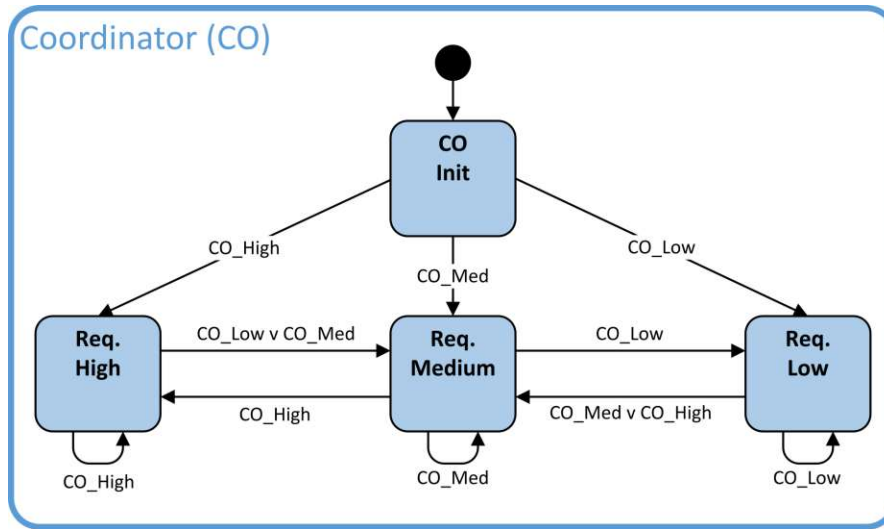 Coordinator (CO)
CO
Init
CO_High
CO_Med
CO_Low
Req.
High
CO_Low v CO_Med
Req.
Medium
CO_Low
Req.
Low
CO_High
CO_Med v CO_High
CO_High
CO_Med
CO_Low